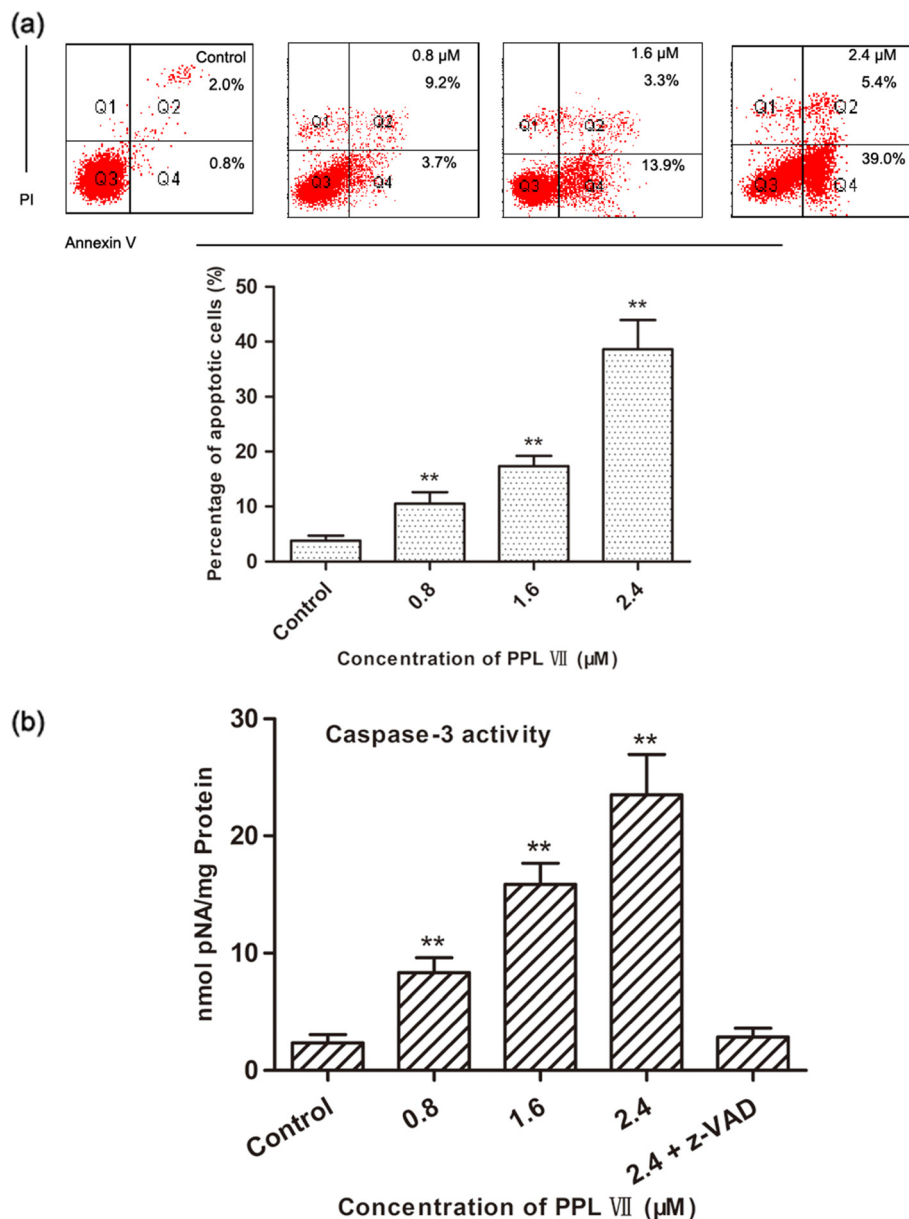 (a)
PI
Control
2.0%
Q1
Q2
0.8%
Q3
Q4
0.8 µM
9.2%
Q1
Q2
3.7%
Q3
Q4
1.6 µM
3.3%
Q1
Q2
13.9%
Q3
Q4
2.4 µM
5.4%
Q1
Q2
39.0%
Q3
Q4
Annexin V
Percentage of apoptotic cells (%)
50
40
30
20
10
0
**
**
**
Control
0.8
1.6
2.4
Concentration of PPL Ⅶ (µM)
(b)
Caspase-3 activity
nmol pNA/mg Protein
30
20
10
0
**
**
**
Control
0.8
1.6
2.4
2.4 + z-VAD
Concentration of PPL Ⅶ (µM)